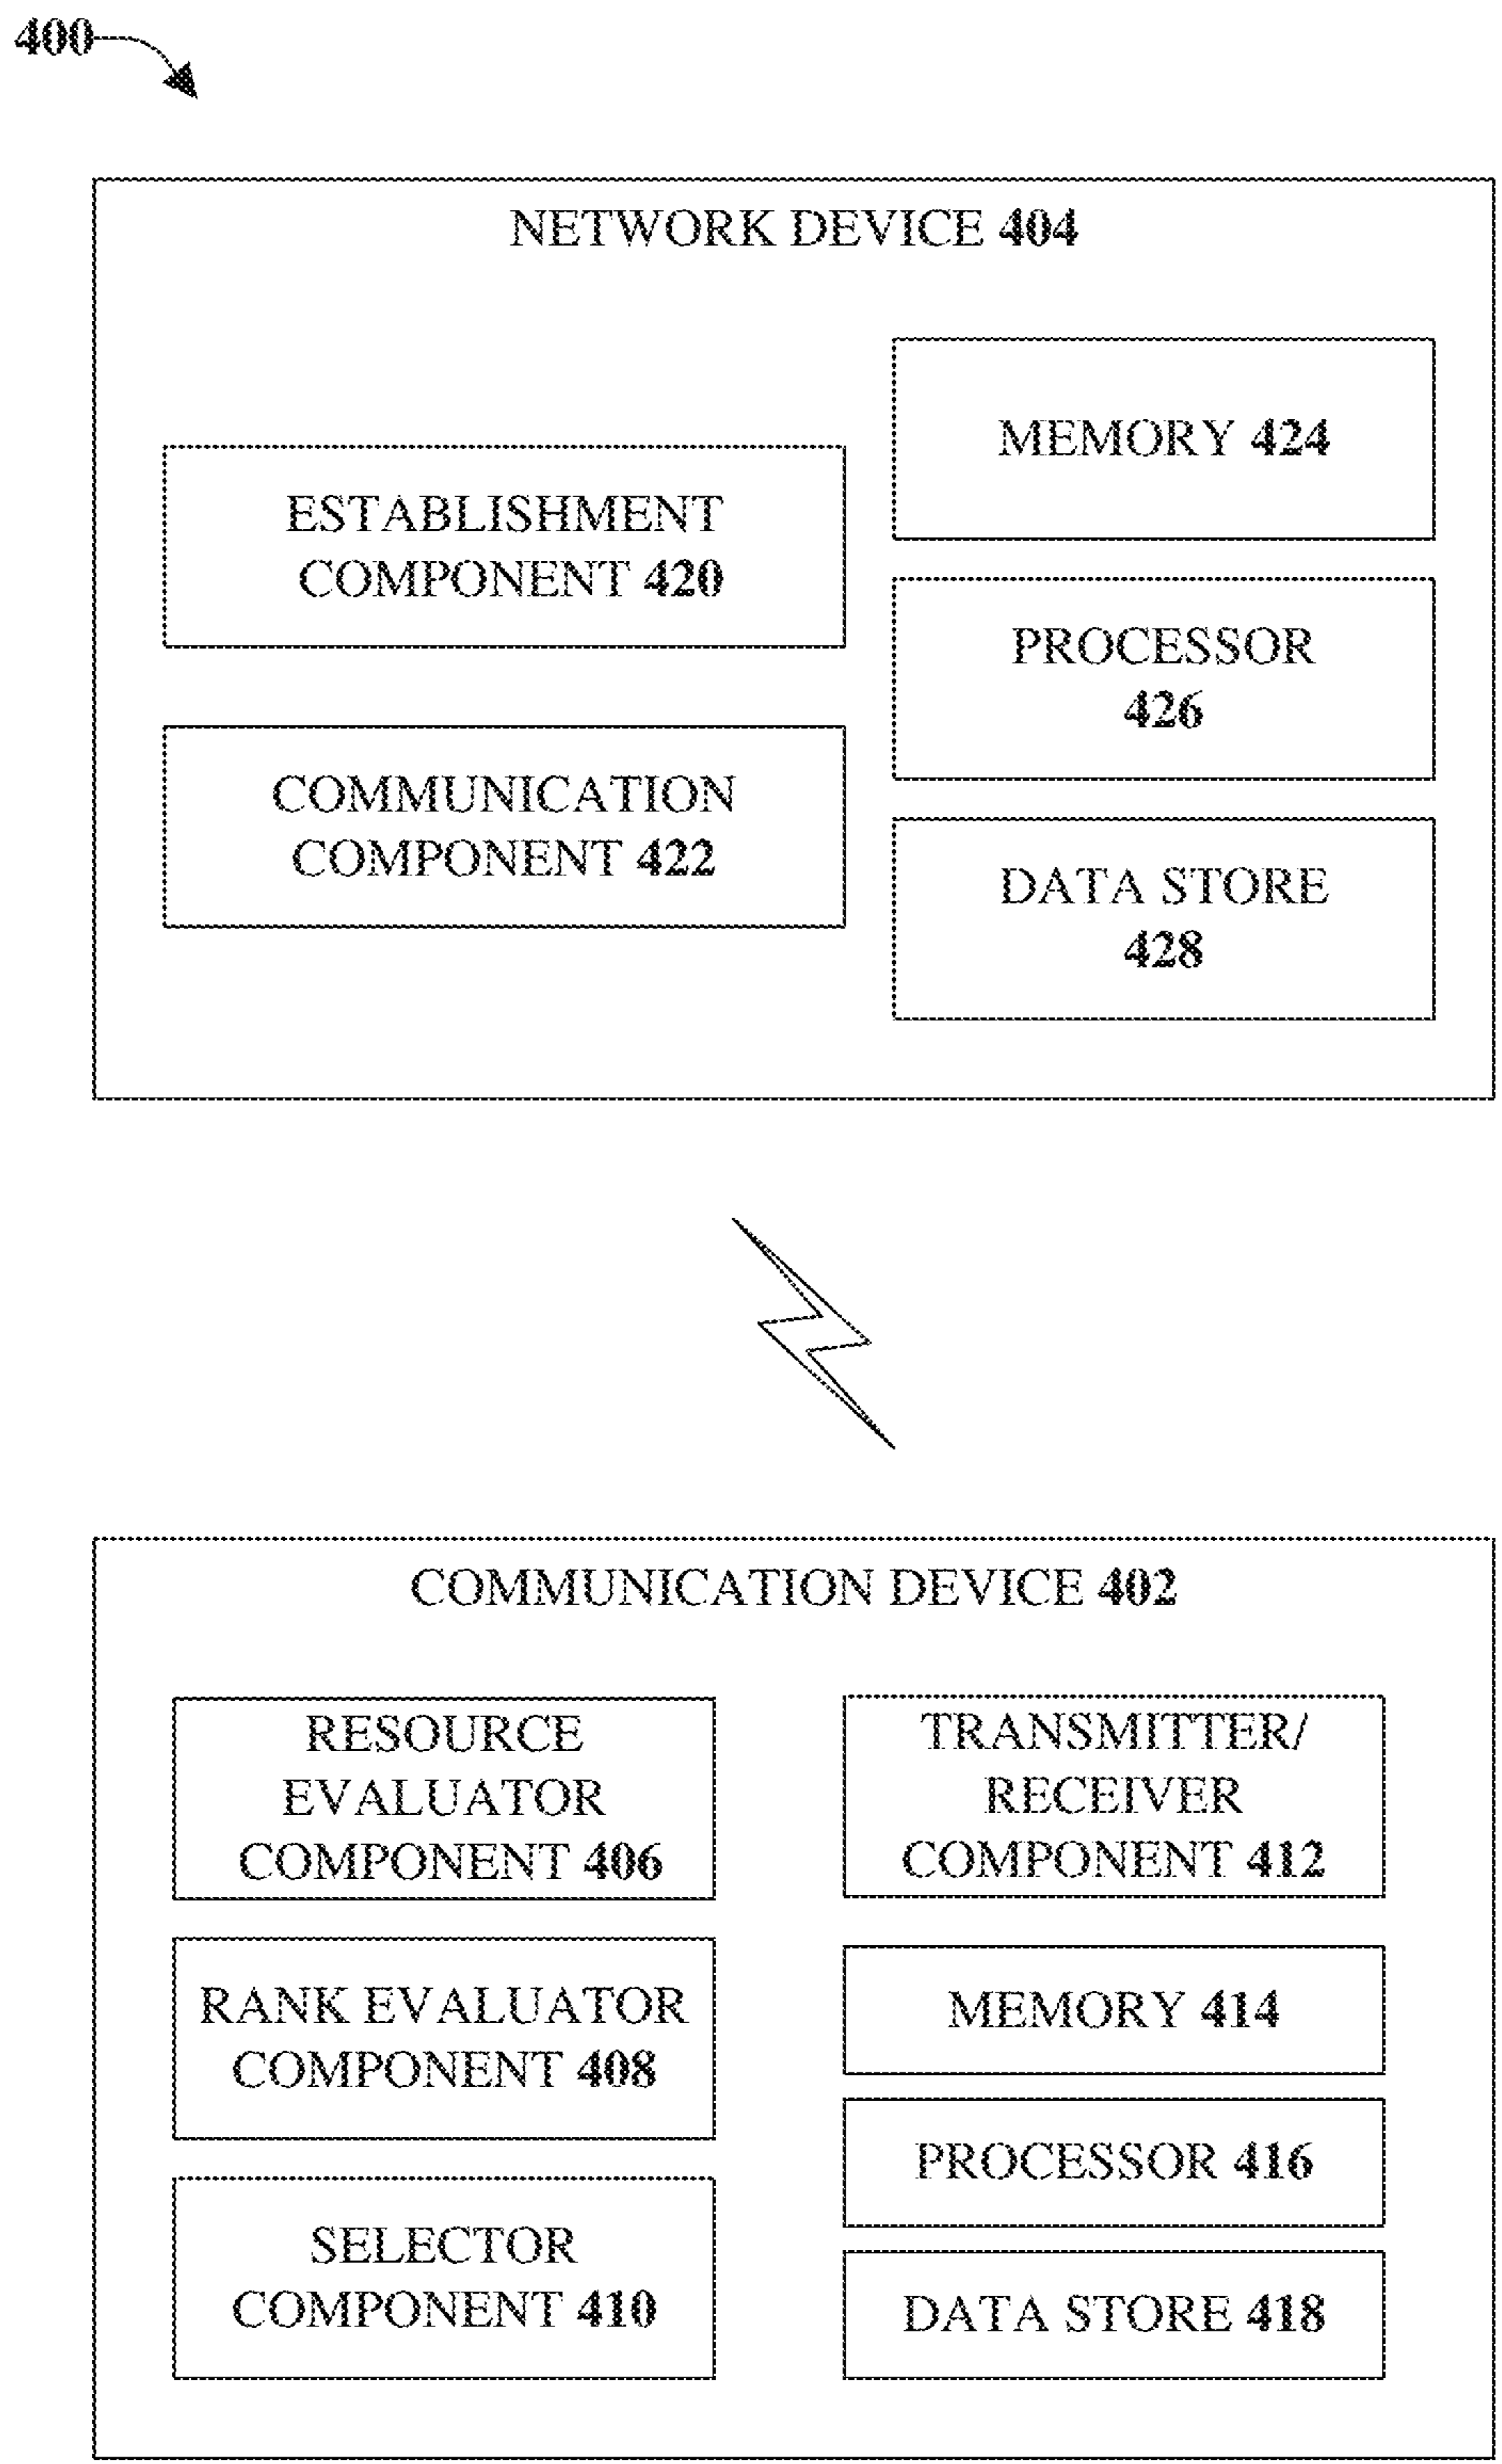 400
NETWORK DEVICE 404
MEMORY 424
ESTABLISHMENT
COMPONENT 420
PROCESSOR
426
COMMUNICATION
COMPONENT 422
DATA STORE
428
COMMUNICATION DEVICE 402
RESOURCE
EVALUATOR
COMPONENT 406
TRANSMITTER/
RECEIVER
COMPONENT 412
RANK EVALUATOR
COMPONENT 408
MEMORY 414
PROCESSOR 416
SELECTOR
COMPONENT 410
DATA STORE 418